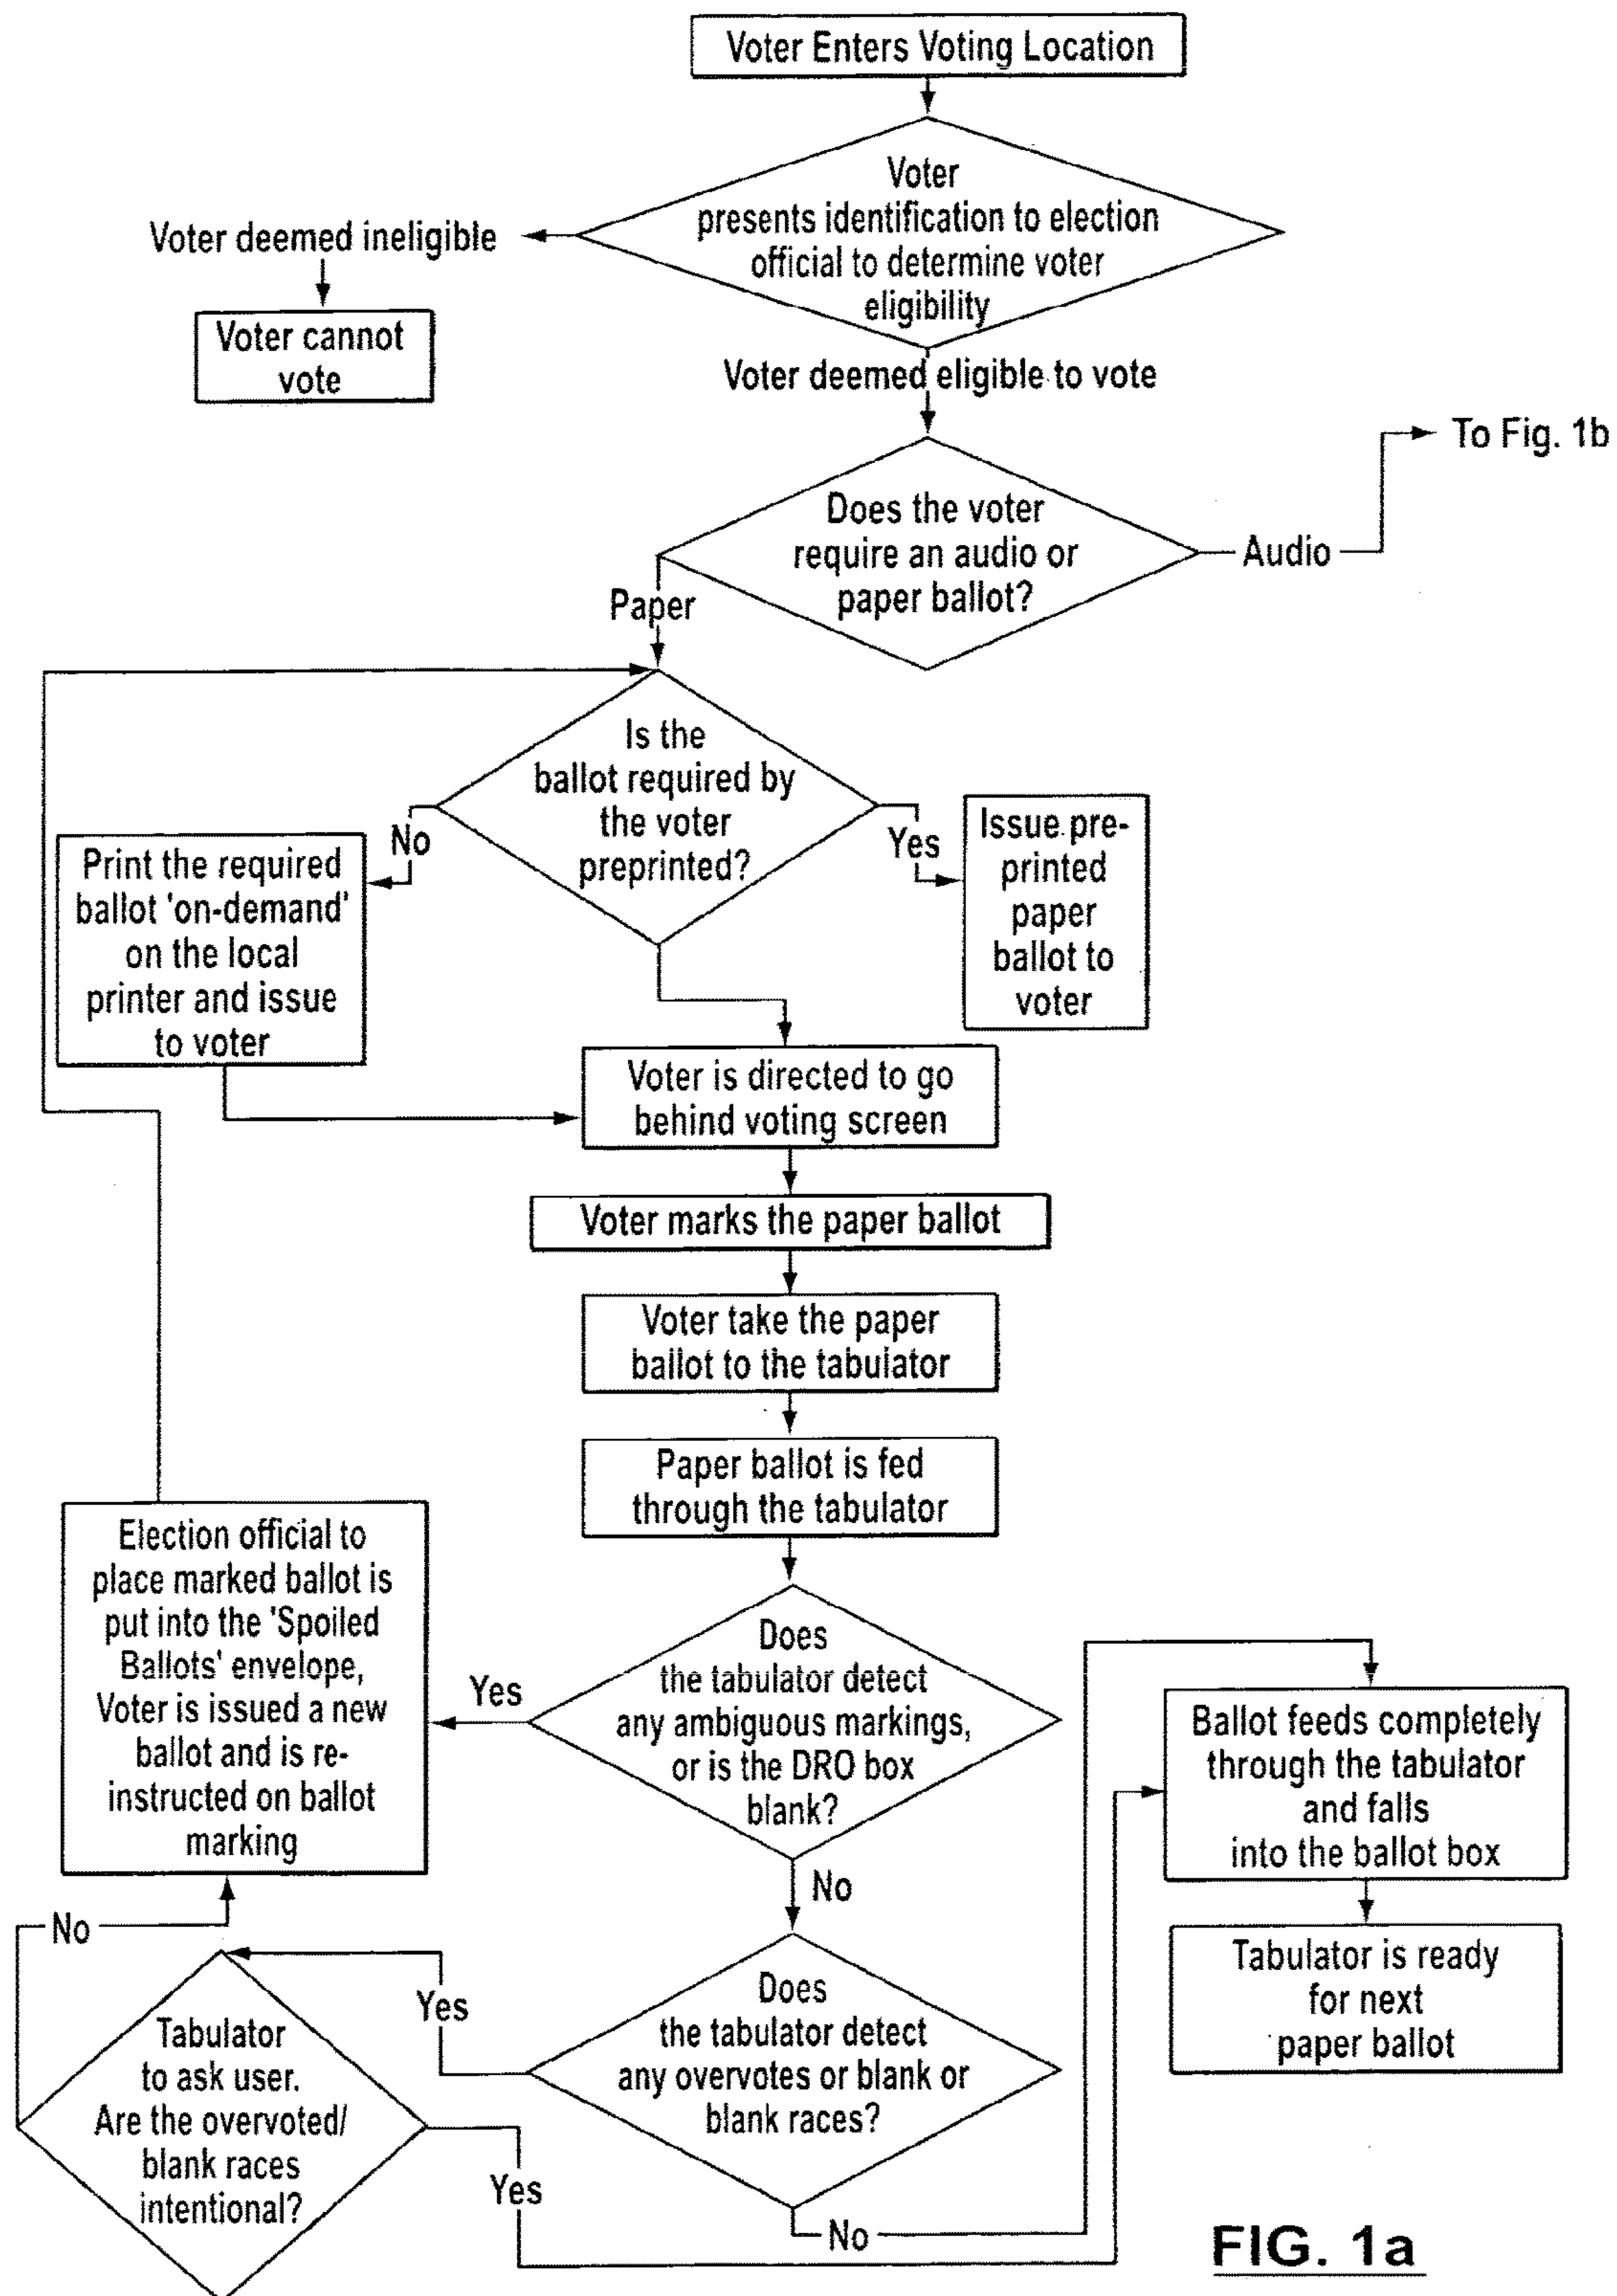 Voter Enters Voting Location
Voter
presents identification to election
official to determine voter
eligibility
Voter deemed ineligible
Voter cannot
vote
Voter deemed eligible to vote
To Fig. 1b
Does the voter
require an audio or
paper ballot?
Audio
Paper
Is the
ballot required by
the voter
preprinted?
No
Yes
Print the required
ballot 'on-demand'
on the local
printer and issue
to voter
Issue pre-
printed
paper
ballot to
voter
Voter is directed to go
behind voting screen
Voter marks the paper ballot
Voter take the paper
ballot to the tabulator
Paper ballot is fed
through the tabulator
Election official to
place marked ballot is
put into the 'Spoiled
Ballots' envelope,
Voter is issued a new
ballot and is re-
instructed on ballot
marking
Yes
Does
the tabulator detect
any ambiguous markings,
or is the DRO box
blank?
No
Ballot feeds completely
through the tabulator
and falls
into the ballot box
Tabulator is ready
for next
paper ballot
No
Yes
Does
the tabulator detect
any overvotes or blank or
blank races?
Tabulator
to ask user.
Are the overvoted/
blank races
intentional?
Yes
No
FIG. 1a